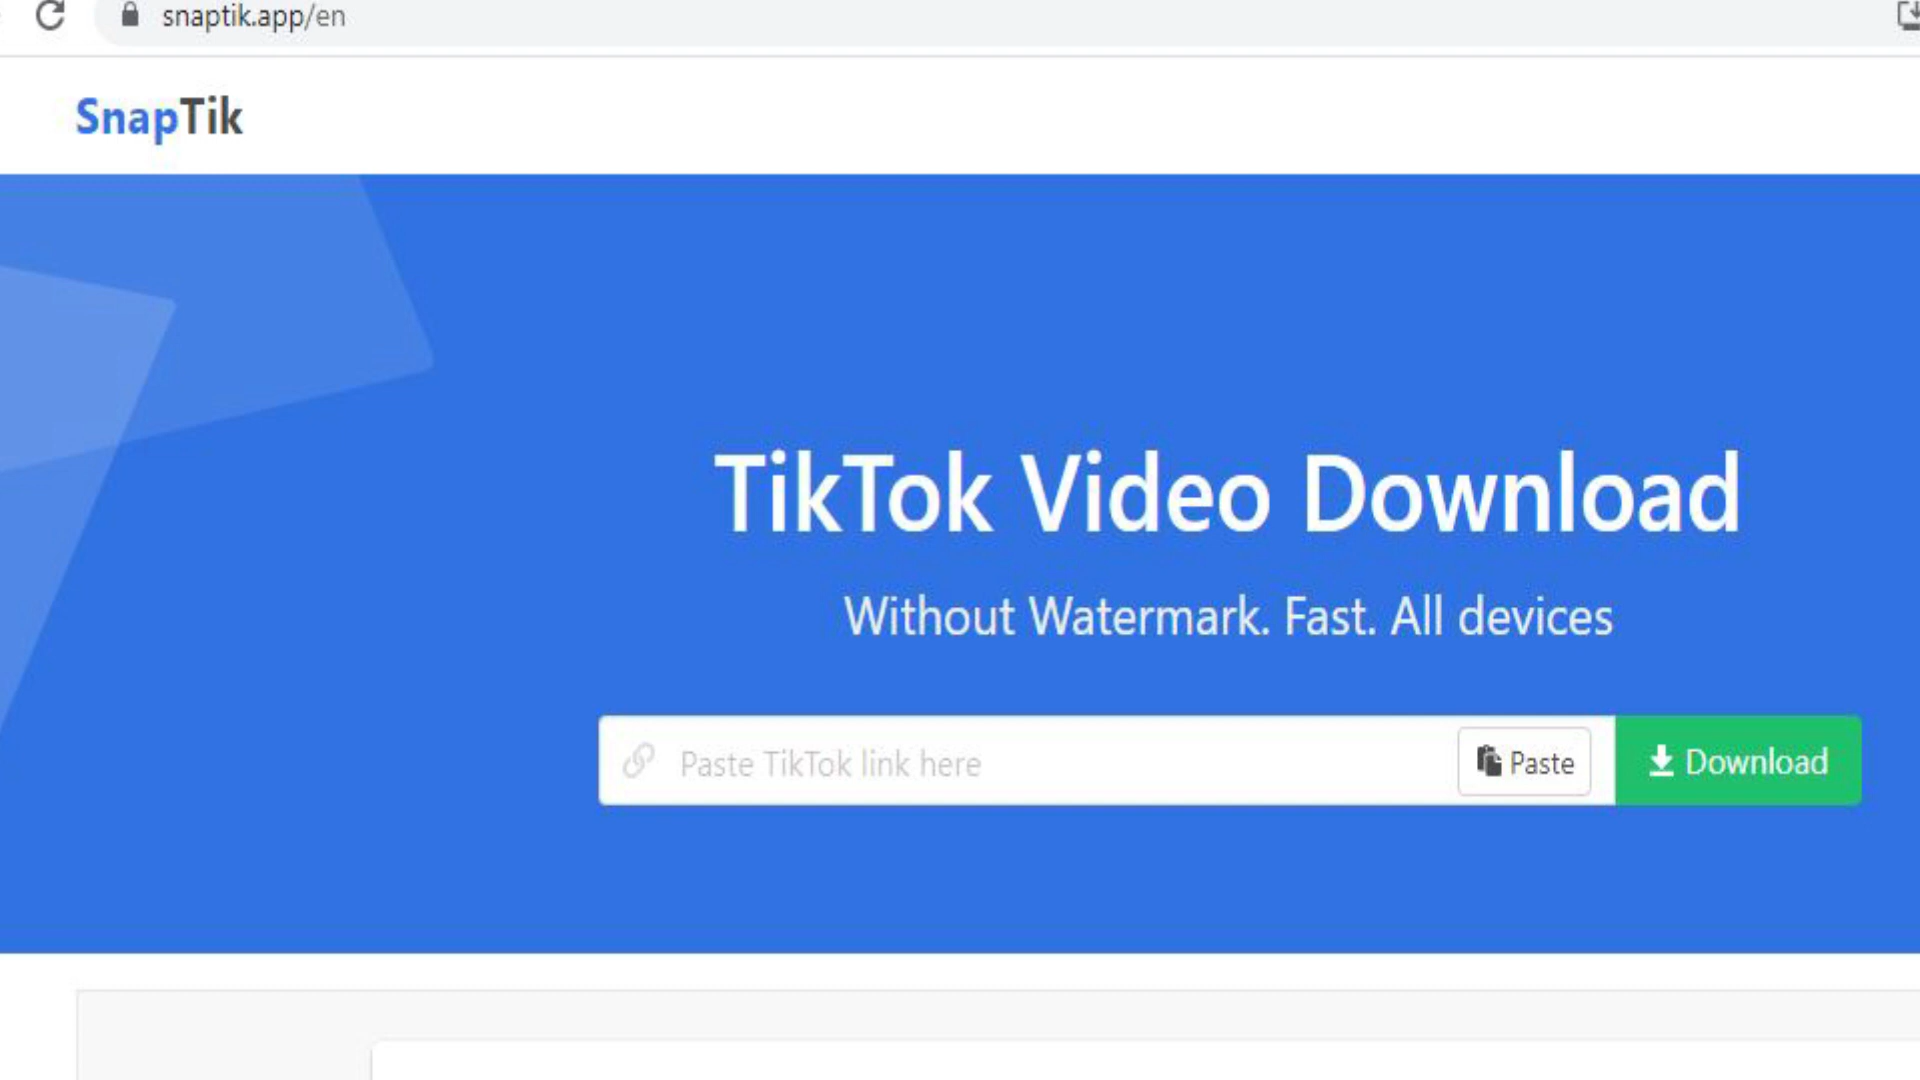 snaptik.app/en
SnapTik
TikTok Video Download
Without Watermark. Fast. All devices
Paste TikTok link here
Paste
Download